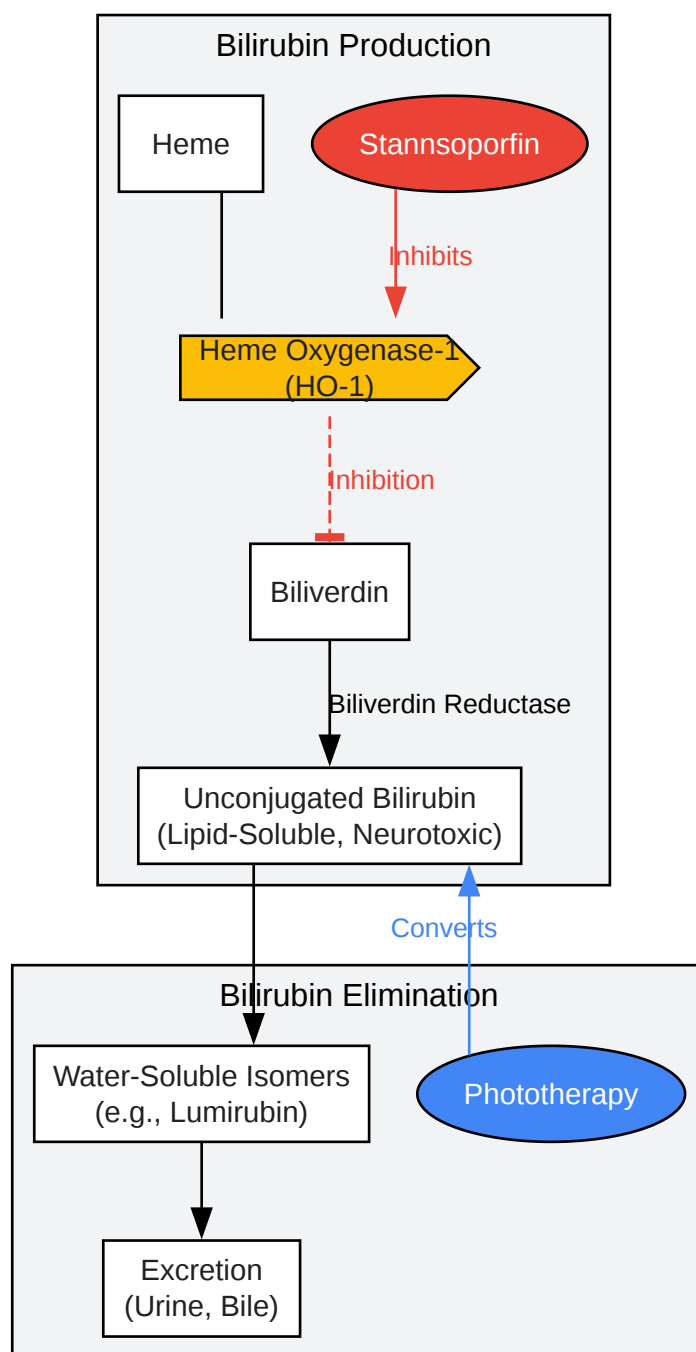 Bilirubin Production
Heme
Stannsoporfin
Inhibits
Heme Oxygenase-1
(HO-1)
Inhibition
Biliverdin
Biliverdin Reductase
Unconjugated Bilirubin
(Lipid-Soluble, Neurotoxic)
Converts
Bilirubin Elimination
Water-Soluble Isomers
(e.g., Lumirubin)
Phototherapy
Excretion
(Urine, Bile)